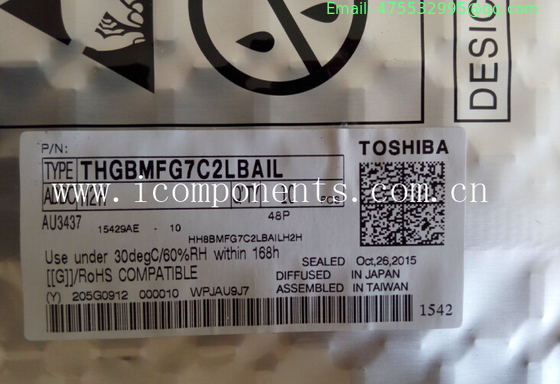 Email:475532995@qq.com
DESIC
P/N:
TOSHIBA
TYPE THGBMFG7C2LBAIL
www.icomponents.com.cn
AU3437
15429AE - 10
48P
HH8BMFG7C2LBAILH2H
Use under 30degC/60%RH within 168h
[[G]]/RoHS COMPATIBLE
SEALED Oct,26,2015
DIFFUSED IN JAPAN
ASSEMBLED IN TAIWAN
(Y) 205G0912 000010 WPJAU9J7
1542